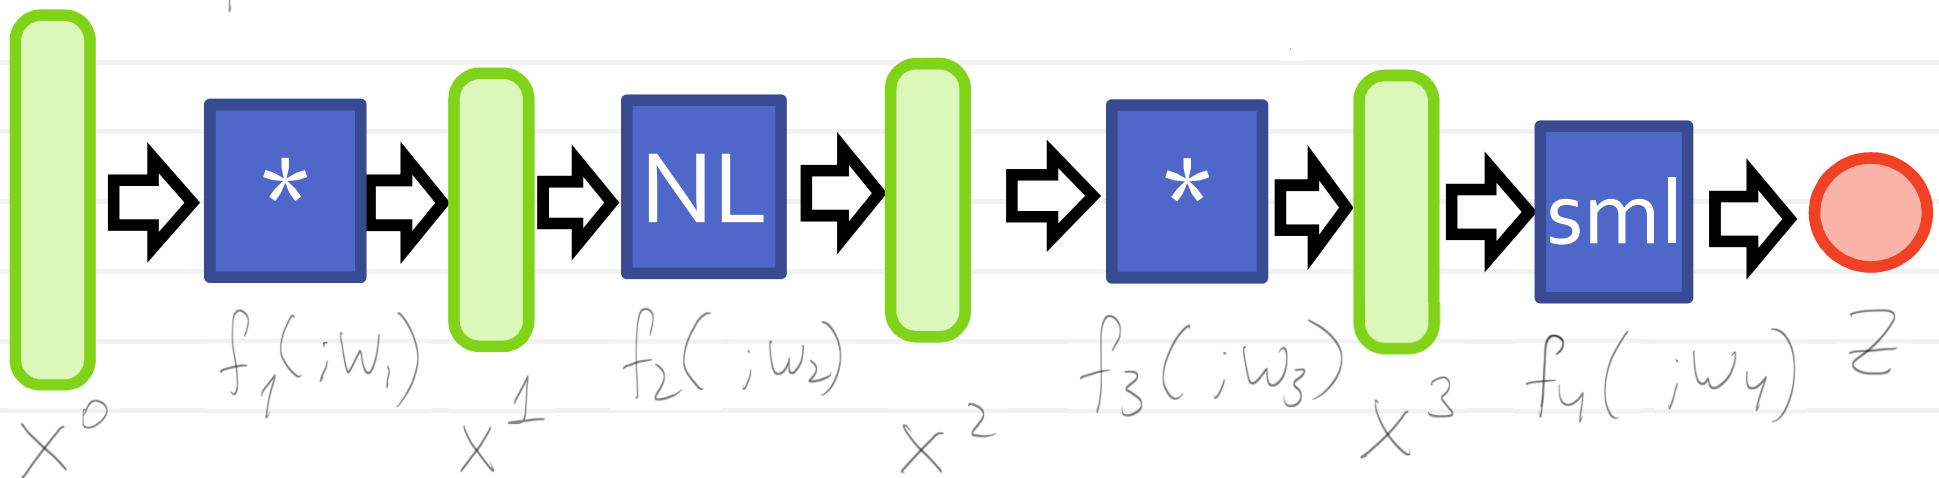 * NL * sml
f₁(;W₁) f₂(;W₂) f₃(;W₃) f₄(;W₄) Z
X⁰ X¹ X² X³